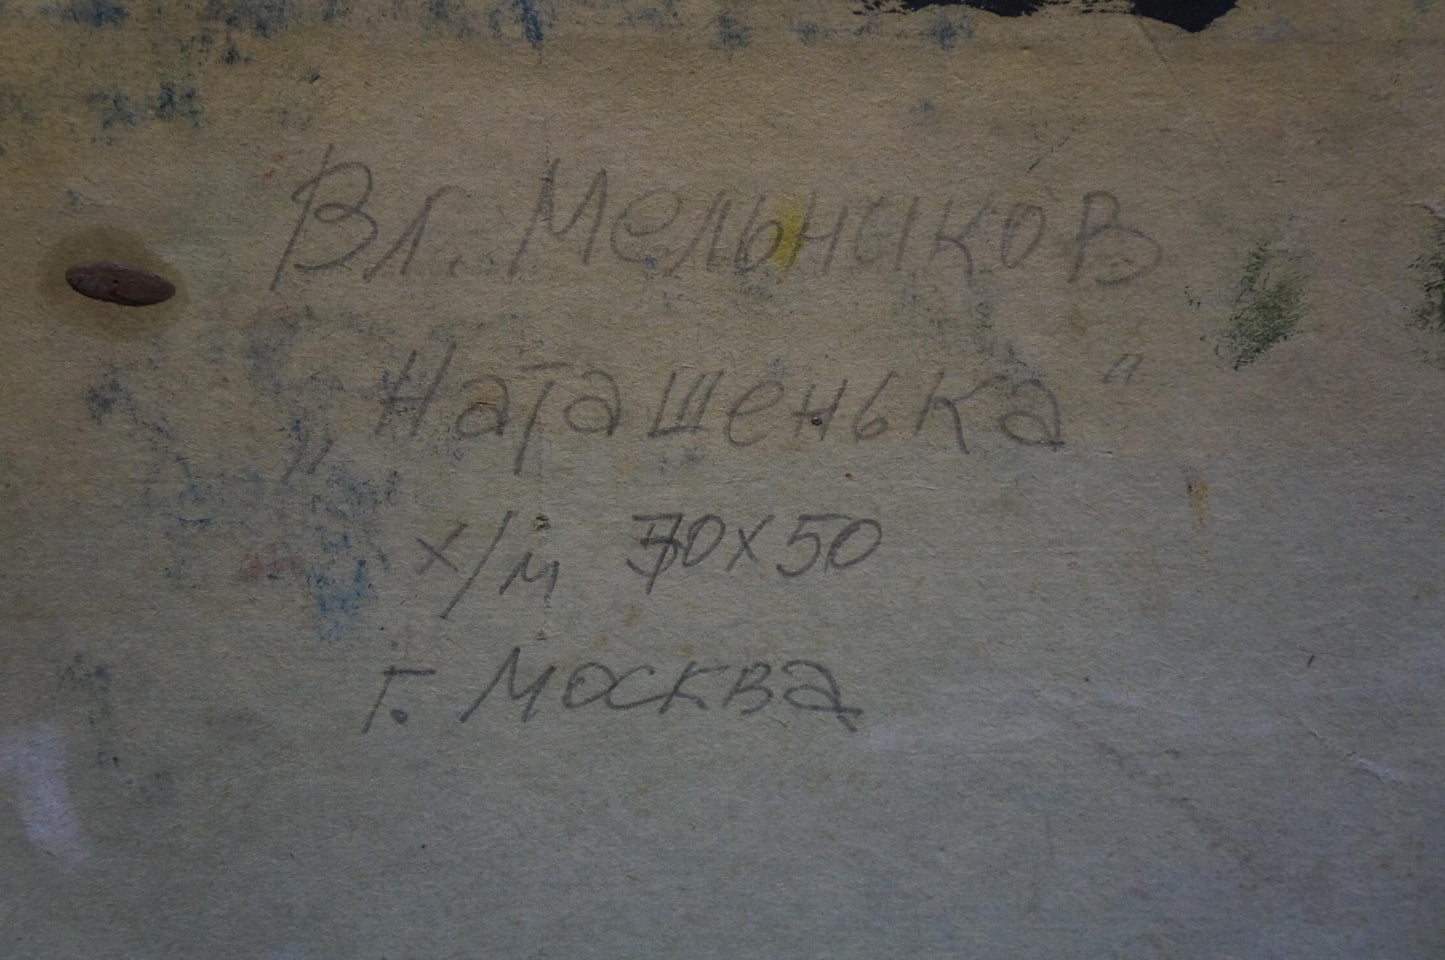 Вл. Мельников
„Наташенька"
х/м 70х50
г. Москва